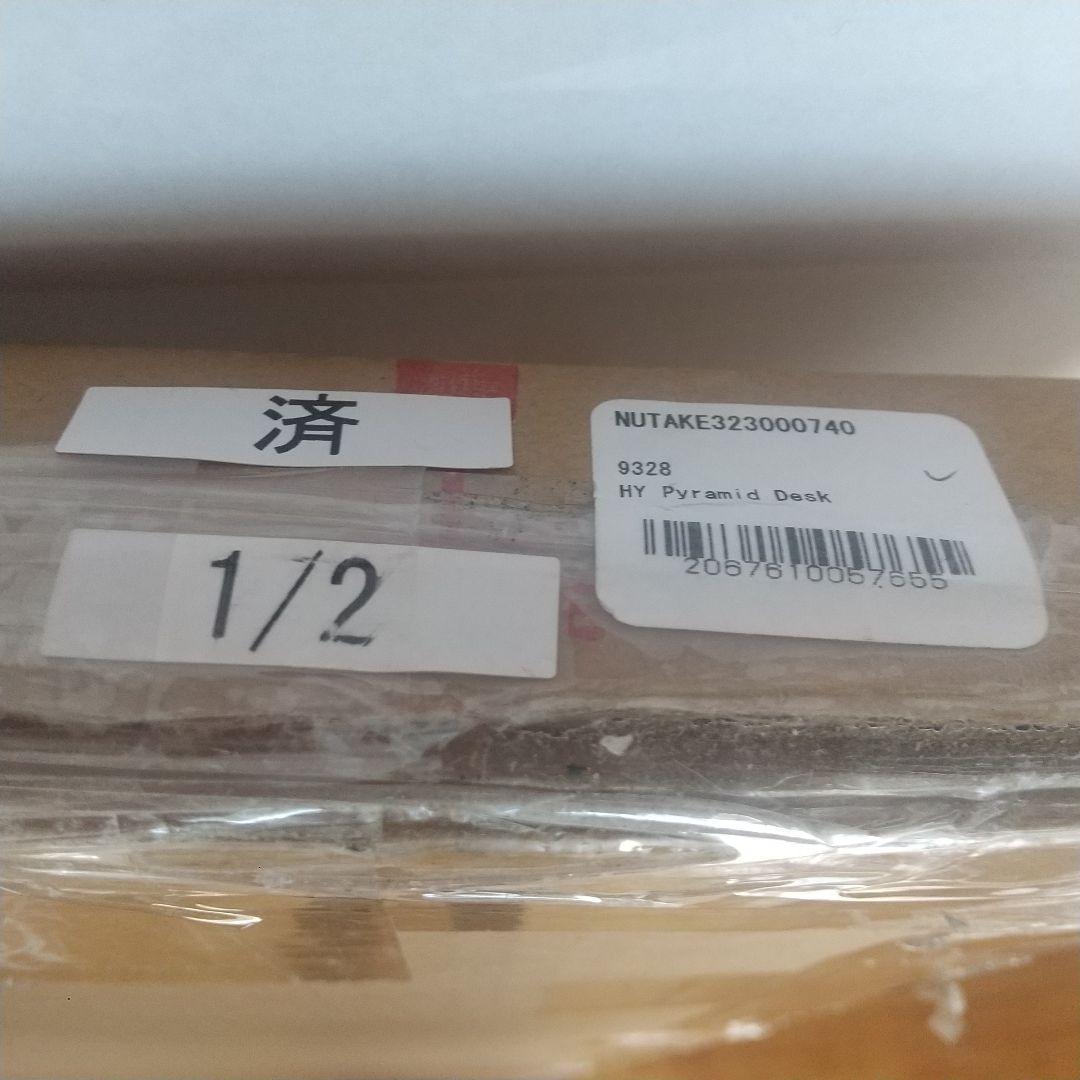 済
1/2
NUTAKE323000740
9328
HY Pyramid Desk
2067610057655